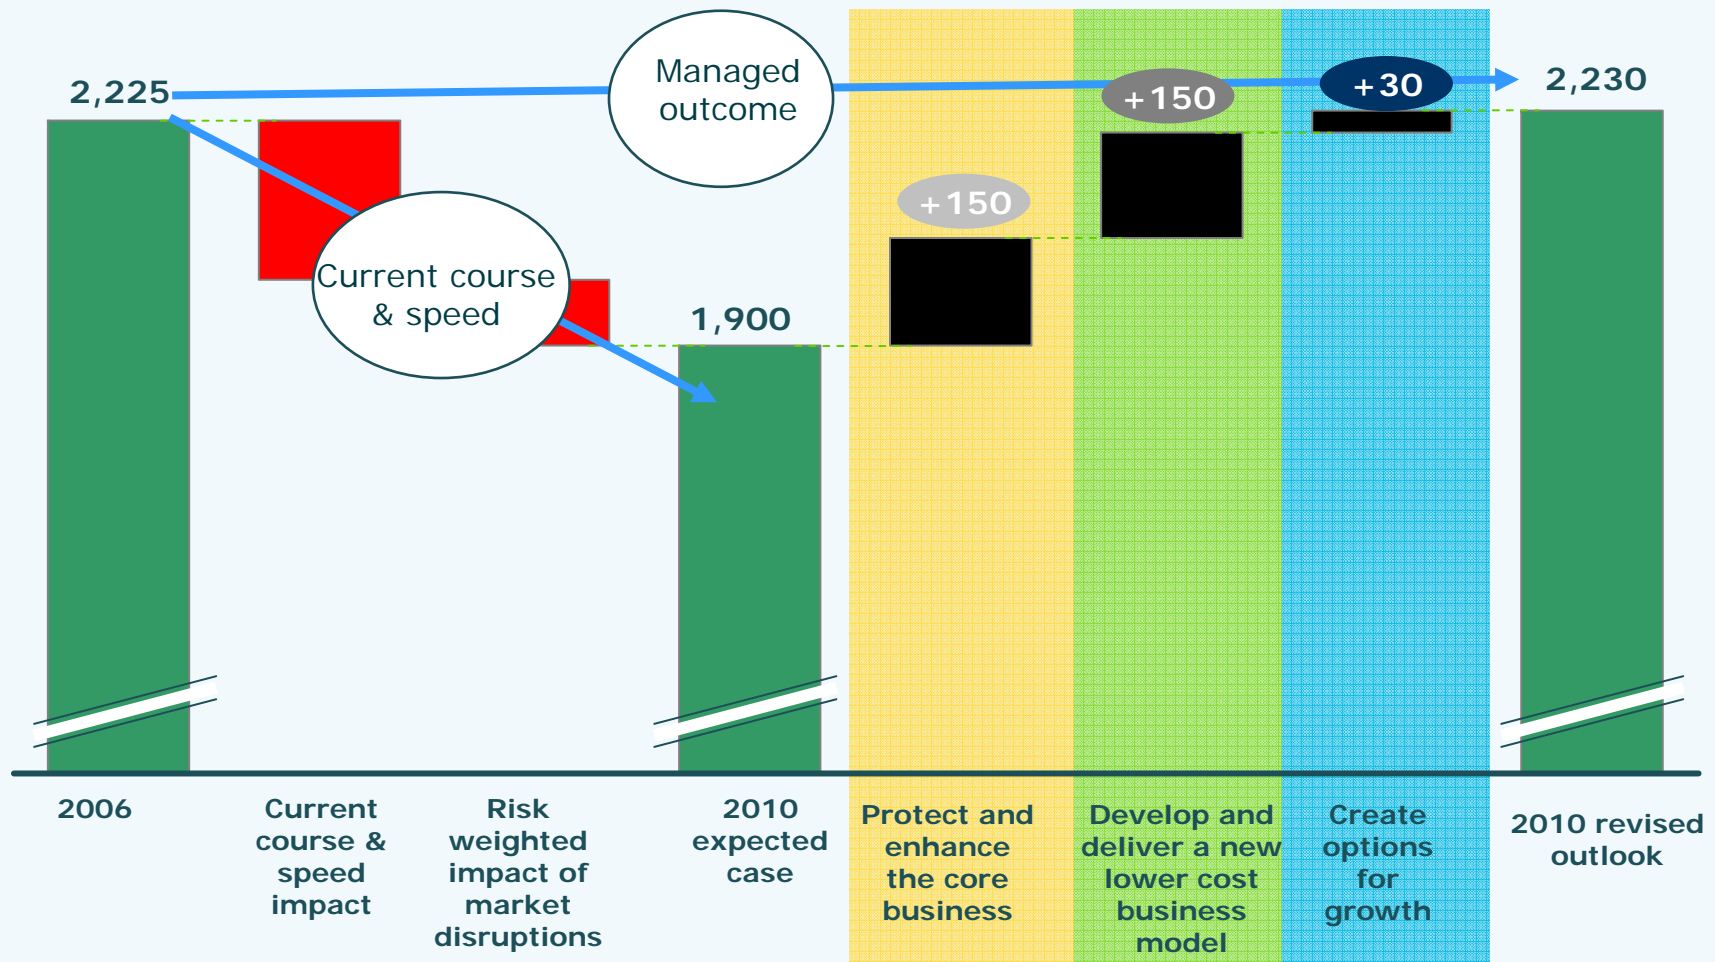 Managed
outcome
2,225
+150
+30
2,230
+150
Current course
& speed
1,900
2006
Current
course &
speed
impact
Risk
weighted
impact of
market
disruptions
2010
expected
case
Protect and
enhance
the core
business
Develop and
deliver a new
lower cost
business
model
Create
options
for
growth
2010 revised
outlook